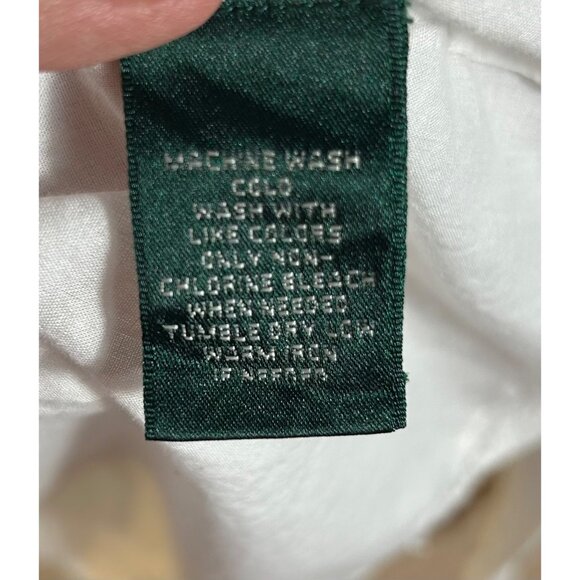 MACHINE WASH
COLD
WASH WITH
LIKE COLORS
ONLY NON-
CHLORINE BLEACH
WHEN NEEDED
TUMBLE DRY LOW
WARM IRON
IF NEEDED